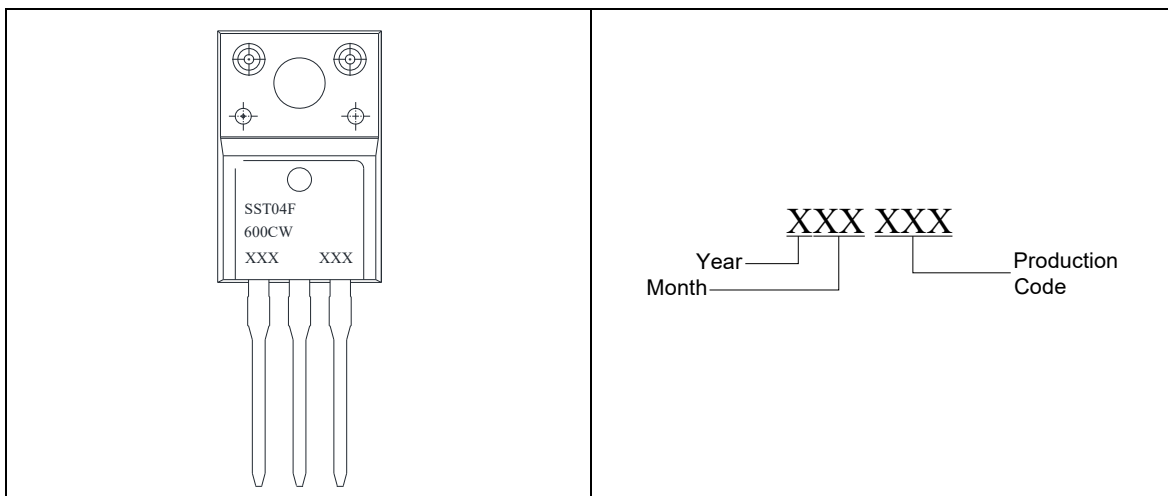 SST04F
600CW
XXX XXX
XXX XXX
Year
Month
Production
Code